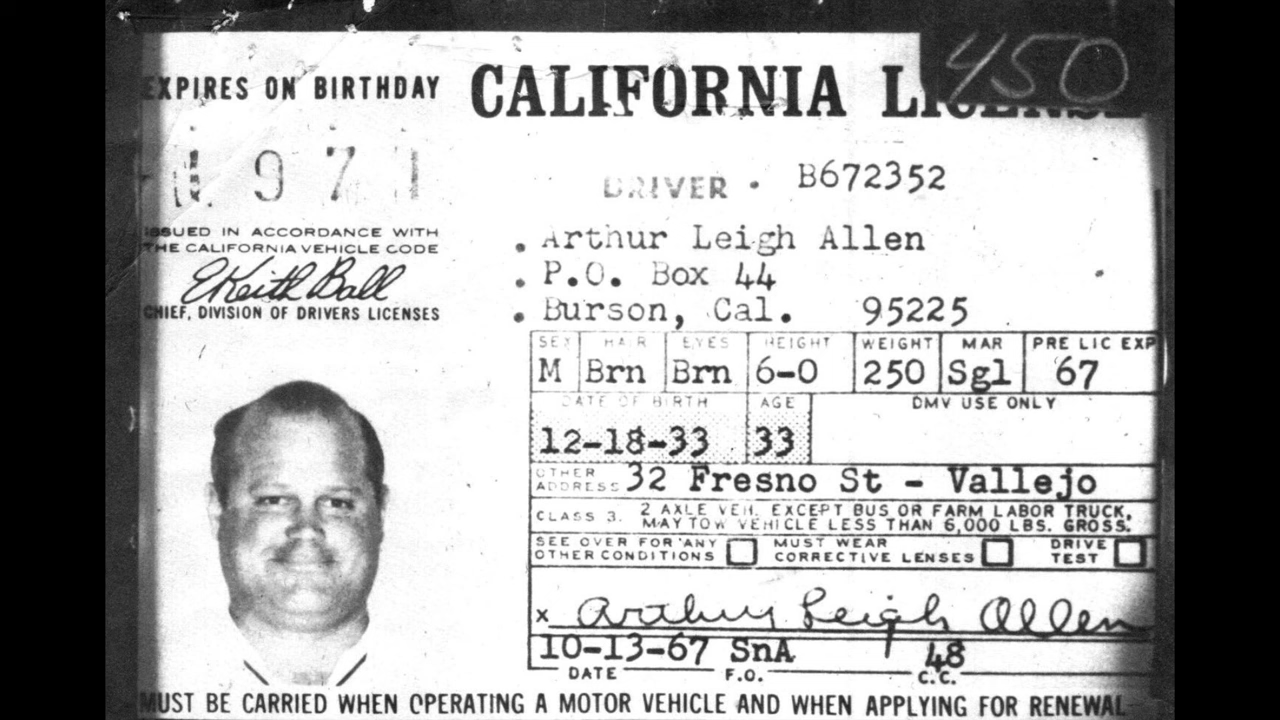 450
EXPIRES ON BIRTHDAY
CALIFORNIA LICENSE
1971
DRIVER • B672352
ISSUED IN ACCORDANCE WITH
THE CALIFORNIA VEHICLE CODE
E Keith Ball
CHIEF, DIVISION OF DRIVERS LICENSES
• Arthur Leigh Allen
• P.O. Box 44
• Burson, Cal. 95225
SEX HAIR EYES HEIGHT WEIGHT MAR PRE LIC EXP
M Brn Brn 6-0 250 Sgl 67
DATE OF BIRTH AGE DMV USE ONLY
12-18-33 33
OTHER ADDRESS 32 Fresno St - Vallejo
CLASS 3. 2 AXLE VEH. EXCEPT BUS OR FARM LABOR TRUCK,
MAY TOW VEHICLE LESS THAN 6,000 LBS. GROSS.
SEE OVER FOR ANY MUST WEAR DRIVE
OTHER CONDITIONS CORRECTIVE LENSES TEST
x Arthur Leigh Allen
10-13-67 SnA 48
DATE F.O. C.C.
MUST BE CARRIED WHEN OPERATING A MOTOR VEHICLE AND WHEN APPLYING FOR RENEWAL